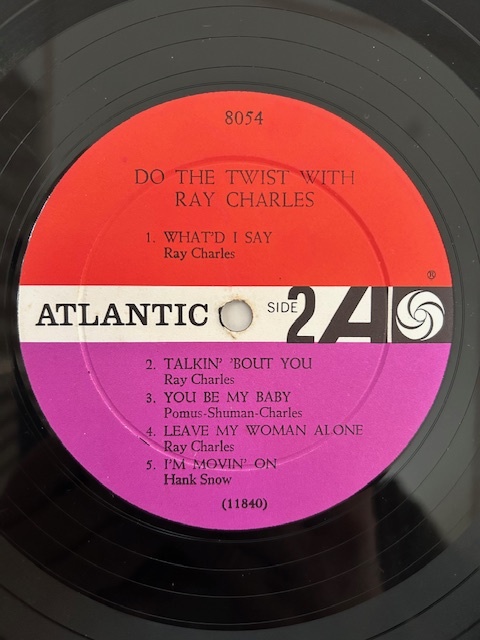 8054
DO THE TWIST WITH
RAY CHARLES
1. WHAT'D I SAY
Ray Charles
®
ATLANTIC SIDE 2 A
2. TALKIN' 'BOUT YOU
Ray Charles
3. YOU BE MY BABY
Pomus-Shuman-Charles
4. LEAVE MY WOMAN ALONE
Ray Charles
5. I'M MOVIN' ON
Hank Snow
(11840)